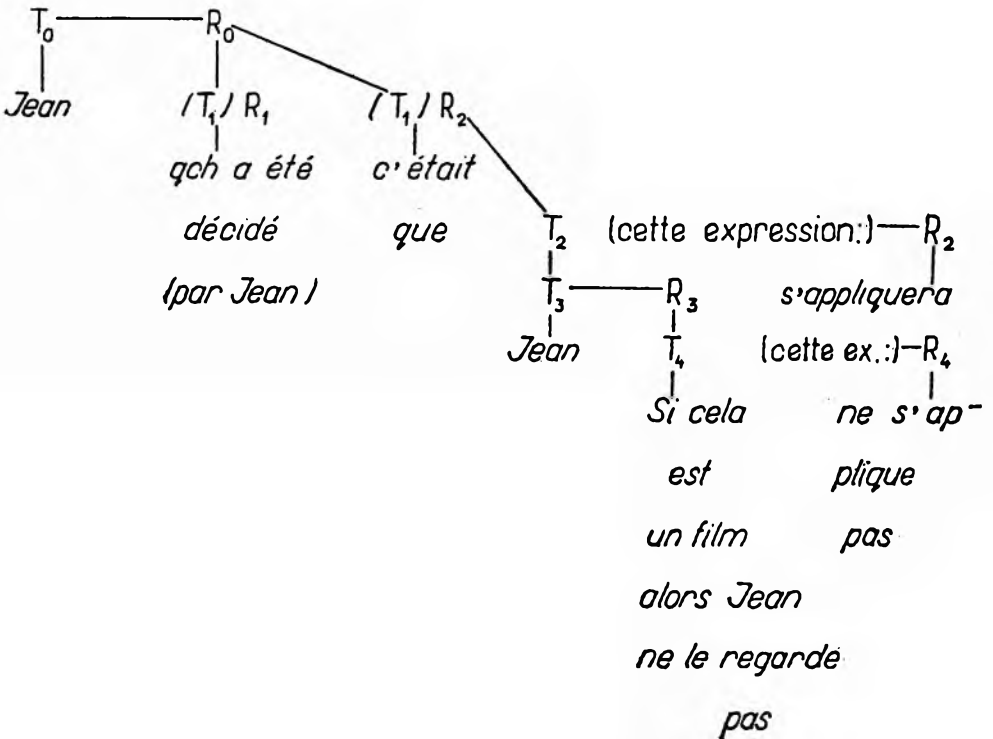 T₀ R₀
Jean (T₁) R₁ (T₁) R₂
qch a été c'était
décidé que T₂ (cette expression:) R₂
(par Jean) T₃ R₃ s'appliquera
Jean T₄ (cette ex.:) R₄
Si cela ne s'ap-
est plique
un film pas
alors Jean
ne le regarde
pas